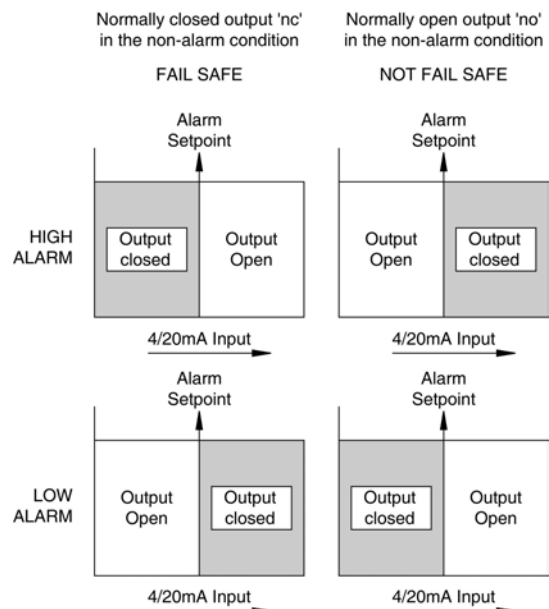 Normally closed output 'nc'
in the non-alarm condition
FAIL SAFE
Normally open output 'no'
in the non-alarm condition
NOT FAIL SAFE
Alarm
Setpoint
Alarm
Setpoint
HIGH
ALARM
Output
closed
Output
Open
Output
Open
Output
closed
4/20mA Input
4/20mA Input
Alarm
Setpoint
Alarm
Setpoint
LOW
ALARM
Output
Open
Output
closed
Output
closed
Output
Open
4/20mA Input
4/20mA Input